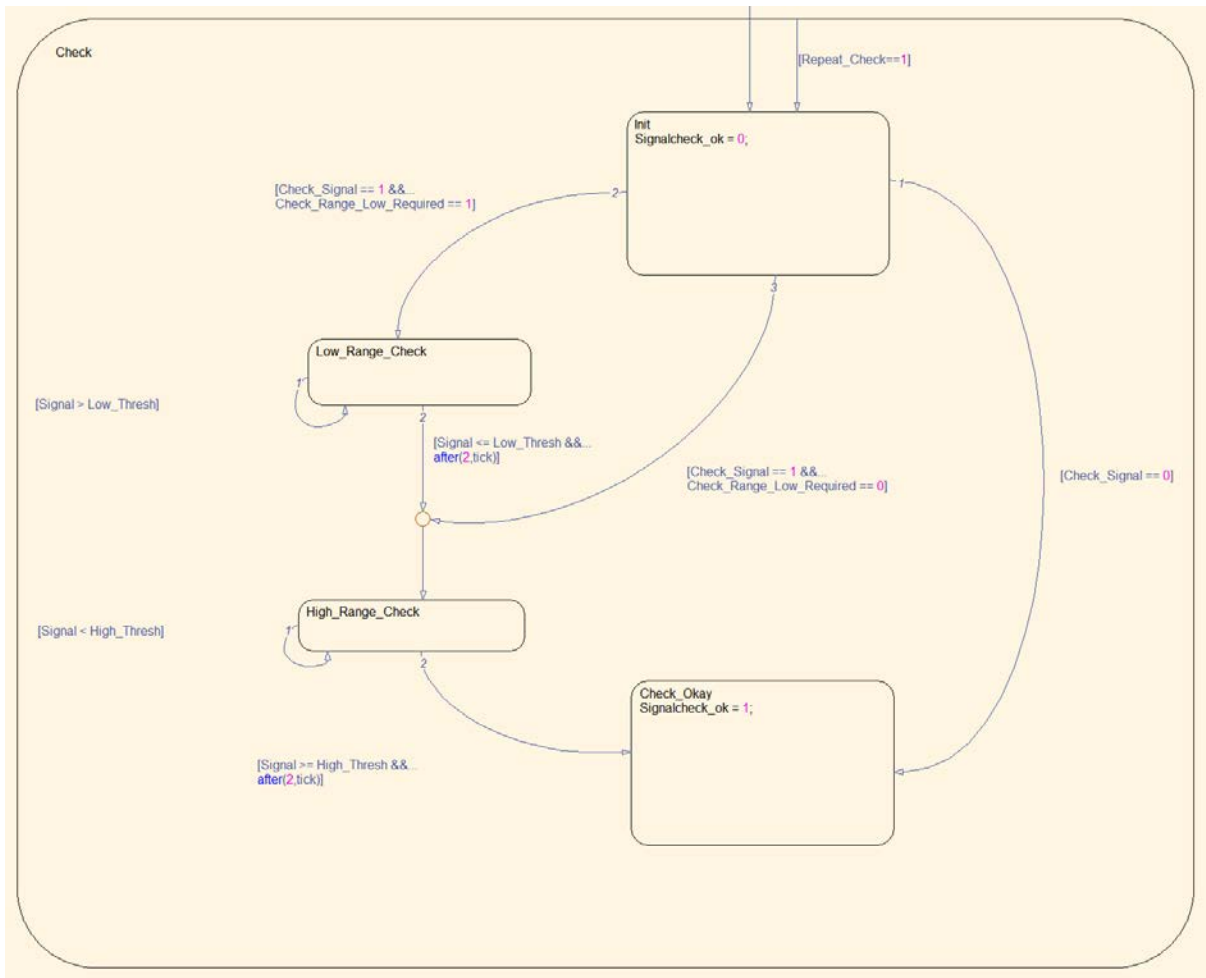 Check
[Repeat_Check==1]
Init
Signalcheck_ok = 0;
1
2
[Check_Signal == 1 &&...
Check_Range_Low_Required == 1]
3
Low_Range_Check
1
[Signal > Low_Thresh]
2
[Signal <= Low_Thresh &&...
after(2,tick)]
[Check_Signal == 1 &&...
Check_Range_Low_Required == 0]
[Check_Signal == 0]
High_Range_Check
1
[Signal < High_Thresh]
2
Check_Okay
Signalcheck_ok = 1;
[Signal >= High_Thresh &&...
after(2,tick)]